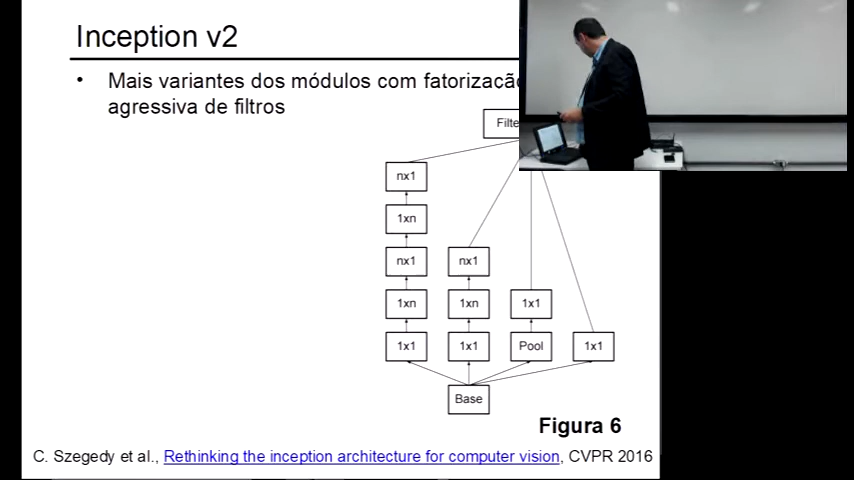 Inception v2
• Mais variantes dos módulos com fatorização
agressiva de filtros
Filte
nx1
1xn
nx1 nx1
1xn 1xn 1x1
1x1 1x1 Pool 1x1
Base
Figura 6
C. Szegedy et al., Rethinking the inception architecture for computer vision, CVPR 2016